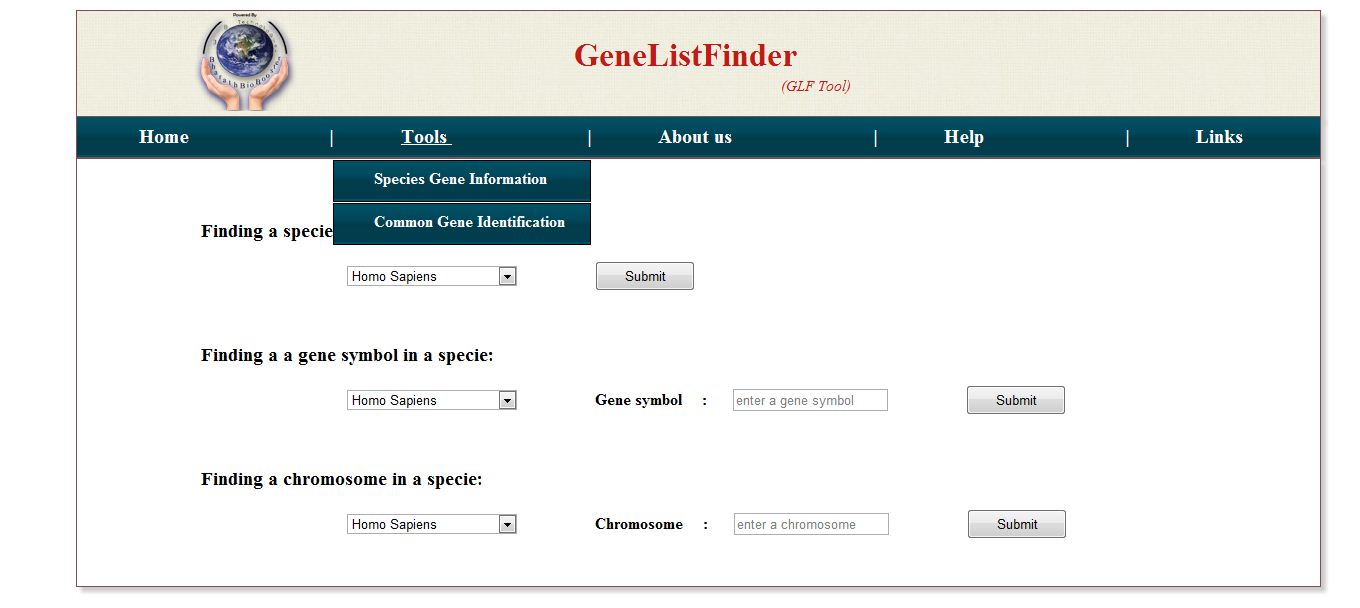 Powered By
GeneListFinder
(GLF Tool)
Home | Tools | About us | Help | Links
Species Gene Information
Common Gene Identification
Finding a specie
Homo Sapiens Submit
Finding a a gene symbol in a specie:
Homo Sapiens Gene symbol : enter a gene symbol Submit
Finding a chromosome in a specie:
Homo Sapiens Chromosome : enter a chromosome Submit